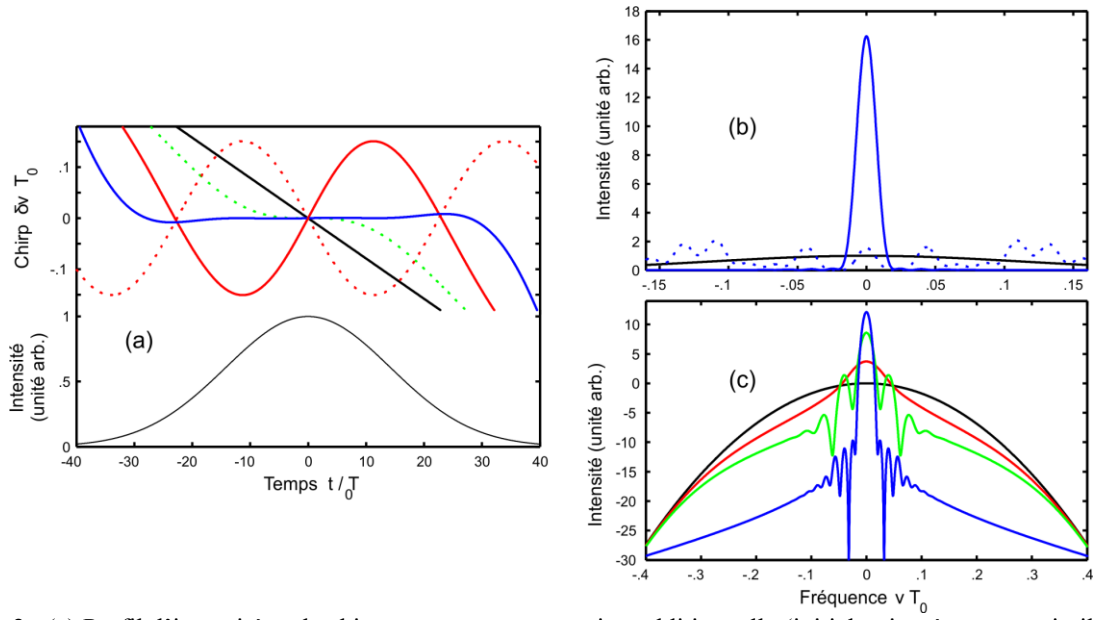 .1
0
-.1
Chirp δν T0
1
.5
0
Intensité
(unité arb.)
(a)
-40 -30 -20 -10 0 10 20 30 40
Temps t /0T
18
16
14
12
10
8
6
4
2
0
Intensité (unité arb.)
(b)
-.15 -.1 -0.05 0 .05 .1 .15
10
5
0
-5
-10
-15
-20
-25
-30
Intensité (unité arb.)
(c)
-.4 -.3 -.2 -.1 0 .1 .2 .3 .4
Fréquence ν T0